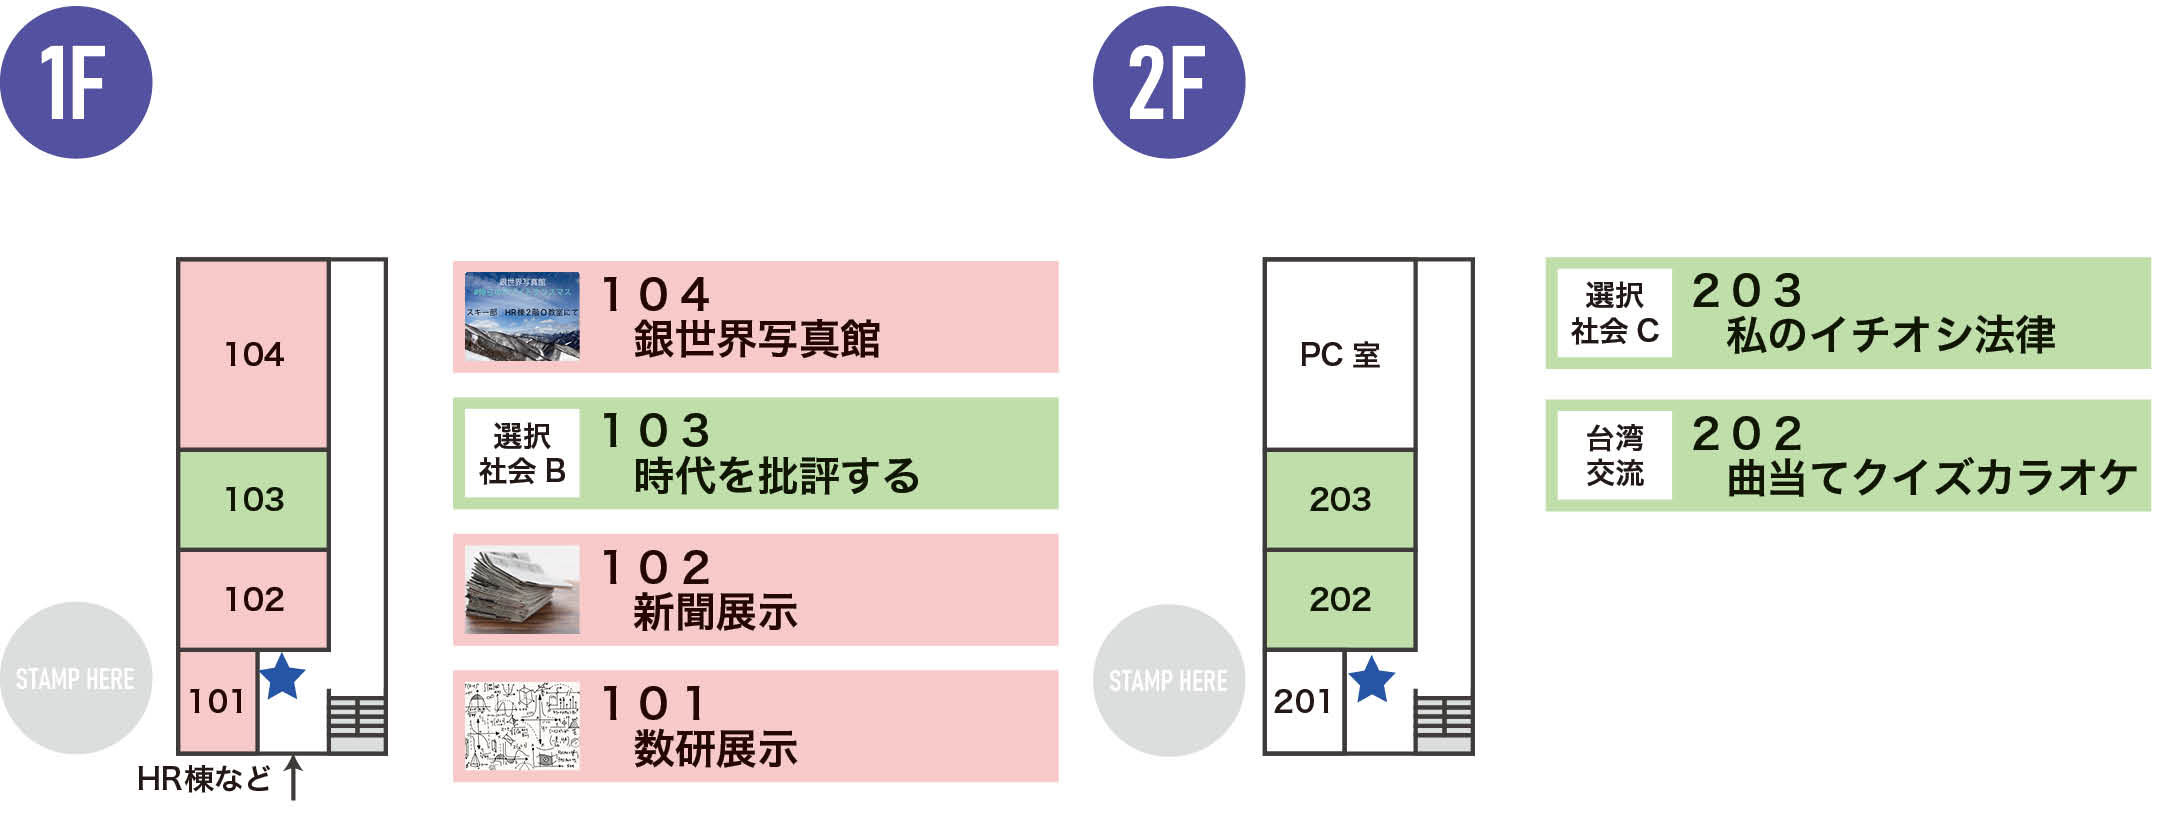 1F
104
103
102
101
STAMP HERE
HR棟など
銀世界写真館
スキー部 HR棟2階O教室にて
104
銀世界写真館
選択
社会 B
103
時代を批評する
102
新聞展示
101
数研展示
2F
PC 室
203
202
201
STAMP HERE
選択
社会 C
203
私のイチオシ法律
台湾
交流
202
曲当てクイズカラオケ